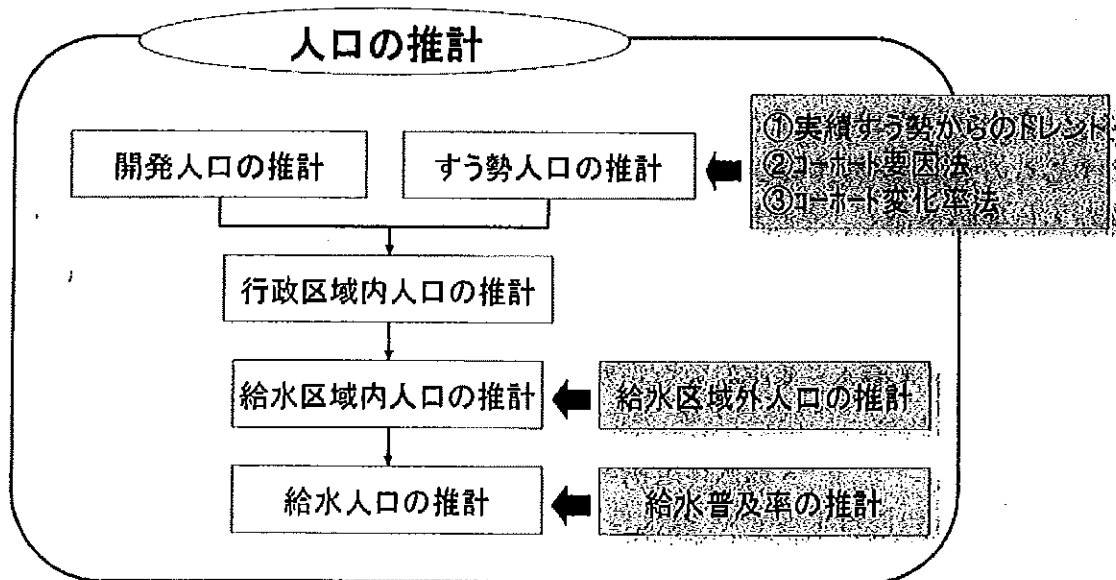 人口の推計
開発人口の推計
すう勢人口の推計
①実績すう勢からのトレンド
②コーホート要因法
③コーホート変化率法
行政区域内人口の推計
給水区域内人口の推計
給水区域外人口の推計
給水人口の推計
給水普及率の推計